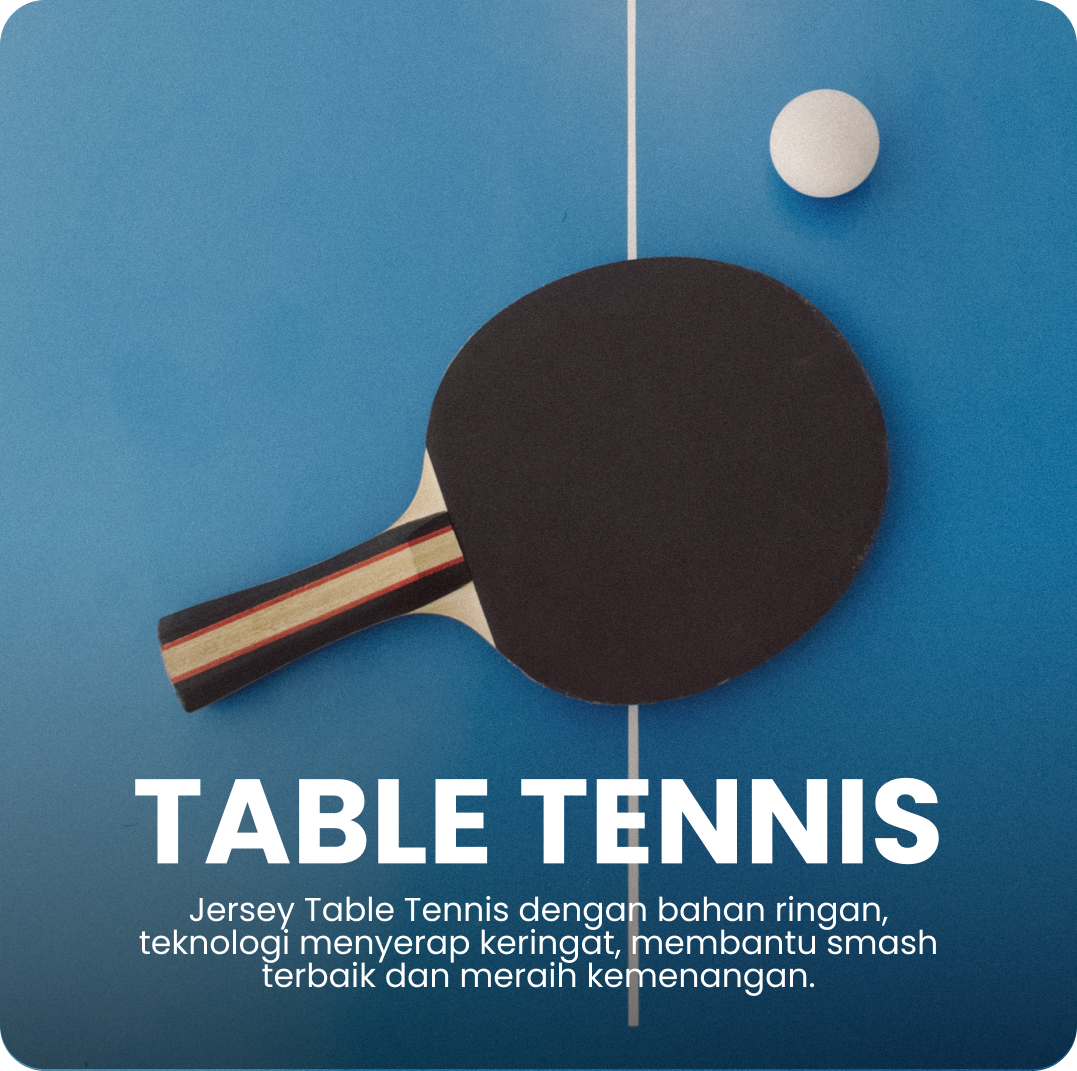 TABLE TENNIS
Jersey Table Tennis dengan bahan ringan,
teknologi menyerap keringat, membantu smash
terbaik dan meraih kemenangan.